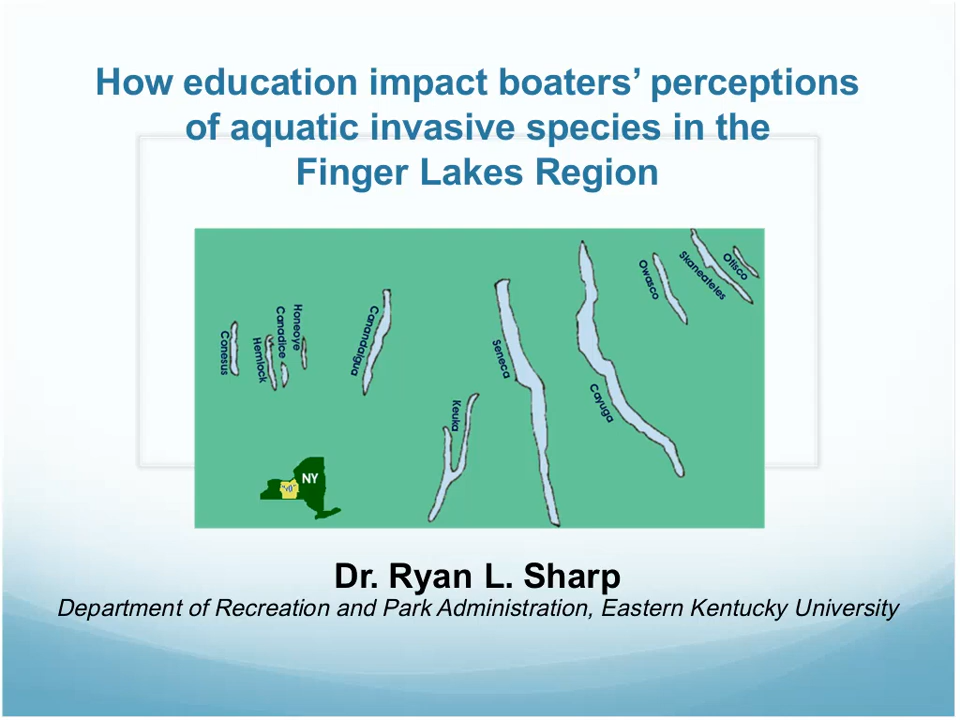 How education impact boaters’ perceptions
of aquatic invasive species in the
Finger Lakes Region
Conesus
Hemlock
Canadice
Honeoye
Canandaigua
Keuka
Seneca
Cayuga
Owasco
Skaneateles
Otisco
NY
Dr. Ryan L. Sharp
Department of Recreation and Park Administration, Eastern Kentucky University